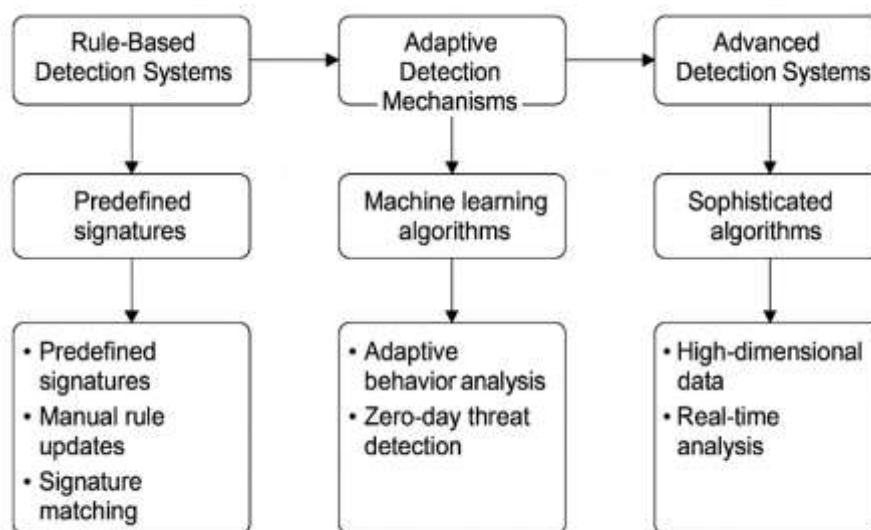 Rule-Based
Detection Systems
Adaptive
Detection
Mechanisms
Advanced
Detection Systems
Predefined
signatures
Machine learning
algorithms
Sophisticated
algorithms
• Predefined
signatures
• Manual rule
updates
• Signature
matching
• Adaptive
behavior analysis
• Zero-day threat
detection
• High-dimensional
data
• Real-time
analysis